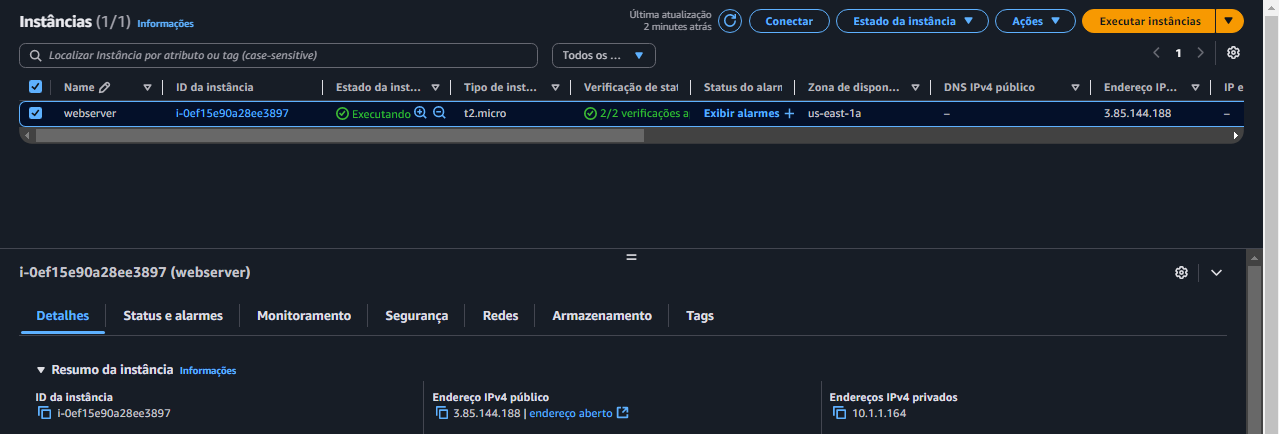 Instâncias (1/1) Informações
Última atualização
2 minutes atrás
Conectar
Estado da instância
Ações
Executar instâncias
Localizar Instância por atributo ou tag (case-sensitive)
Todos os ...
1
Name ID da instância Estado da inst... Tipo de inst... Verificação de stat Status do alarn Zona de dispon... DNS IPv4 público Endereço IP... IP e
webserver i-0ef15e90a28ee3897 Executando t2.micro 2/2 verificações a Exibir alarmes + us-east-1a – 3.85.144.188 –
i-0ef15e90a28ee3897 (webserver)
Detalhes Status e alarmes Monitoramento Segurança Redes Armazenamento Tags
Resumo da instância Informações
ID da instância
i-0ef15e90a28ee3897
Endereço IPv4 público
3.85.144.188 | endereço aberto
Endereços IPv4 privados
10.1.1.164